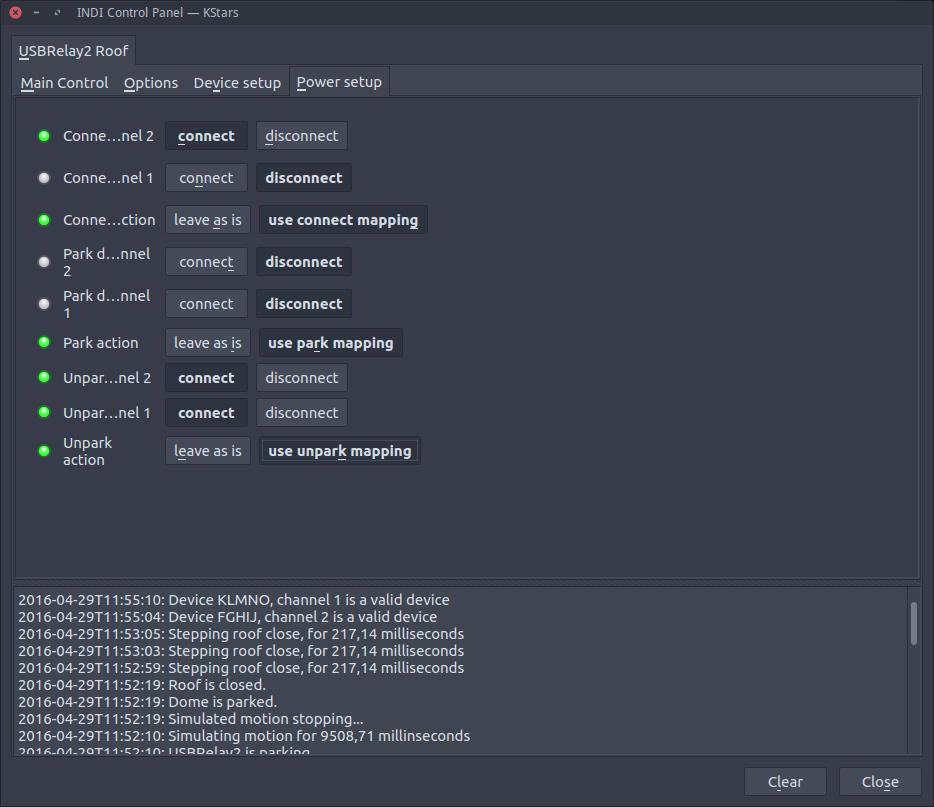 INDI Control Panel — KStars
USBRelay2 Roof
Main Control Options Device setup Power setup
Conne...nel 2 connect disconnect
Conne...nel 1 connect disconnect
Conne...ction leave as is use connect mapping
Park d...nnel
2 connect disconnect
Park d...nnel
1 connect disconnect
Park action leave as is use park mapping
Unpar...nel 2 connect disconnect
Unpar...nel 1 connect disconnect
Unpark
action leave as is use unpark mapping
2016-04-29T11:55:10: Device KLMNO, channel 1 is a valid device
2016-04-29T11:55:04: Device FGHIJ, channel 2 is a valid device
2016-04-29T11:53:05: Stepping roof close, for 217,14 milliseconds
2016-04-29T11:53:03: Stepping roof close, for 217,14 milliseconds
2016-04-29T11:52:59: Stepping roof close, for 217,14 milliseconds
2016-04-29T11:52:19: Roof is closed.
2016-04-29T11:52:19: Dome is parked.
2016-04-29T11:52:19: Simulated motion stopping...
2016-04-29T11:52:10: Simulating motion for 9508,71 millinseconds
2016-04-29T11:52:10: USBRelay2 is parking
Clear Close